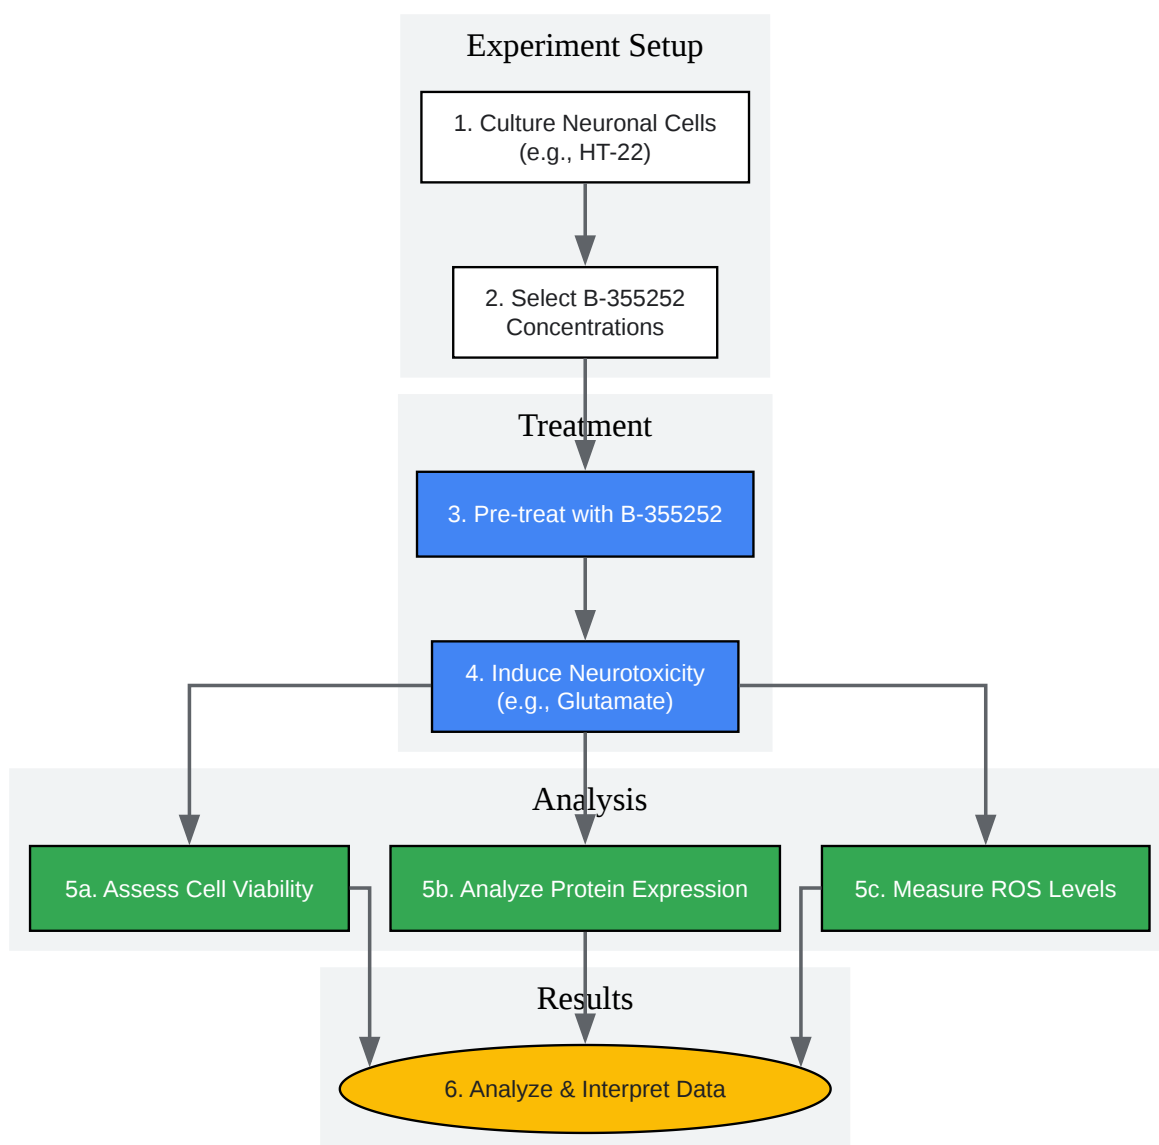 Experiment Setup
1. Culture Neuronal Cells
(e.g., HT-22)
2. Select B-355252
Concentrations
Treatment
3. Pre-treat with B-355252
4. Induce Neurotoxicity
(e.g., Glutamate)
Analysis
5a. Assess Cell Viability
5b. Analyze Protein Expression
5c. Measure ROS Levels
Results
6. Analyze & Interpret Data